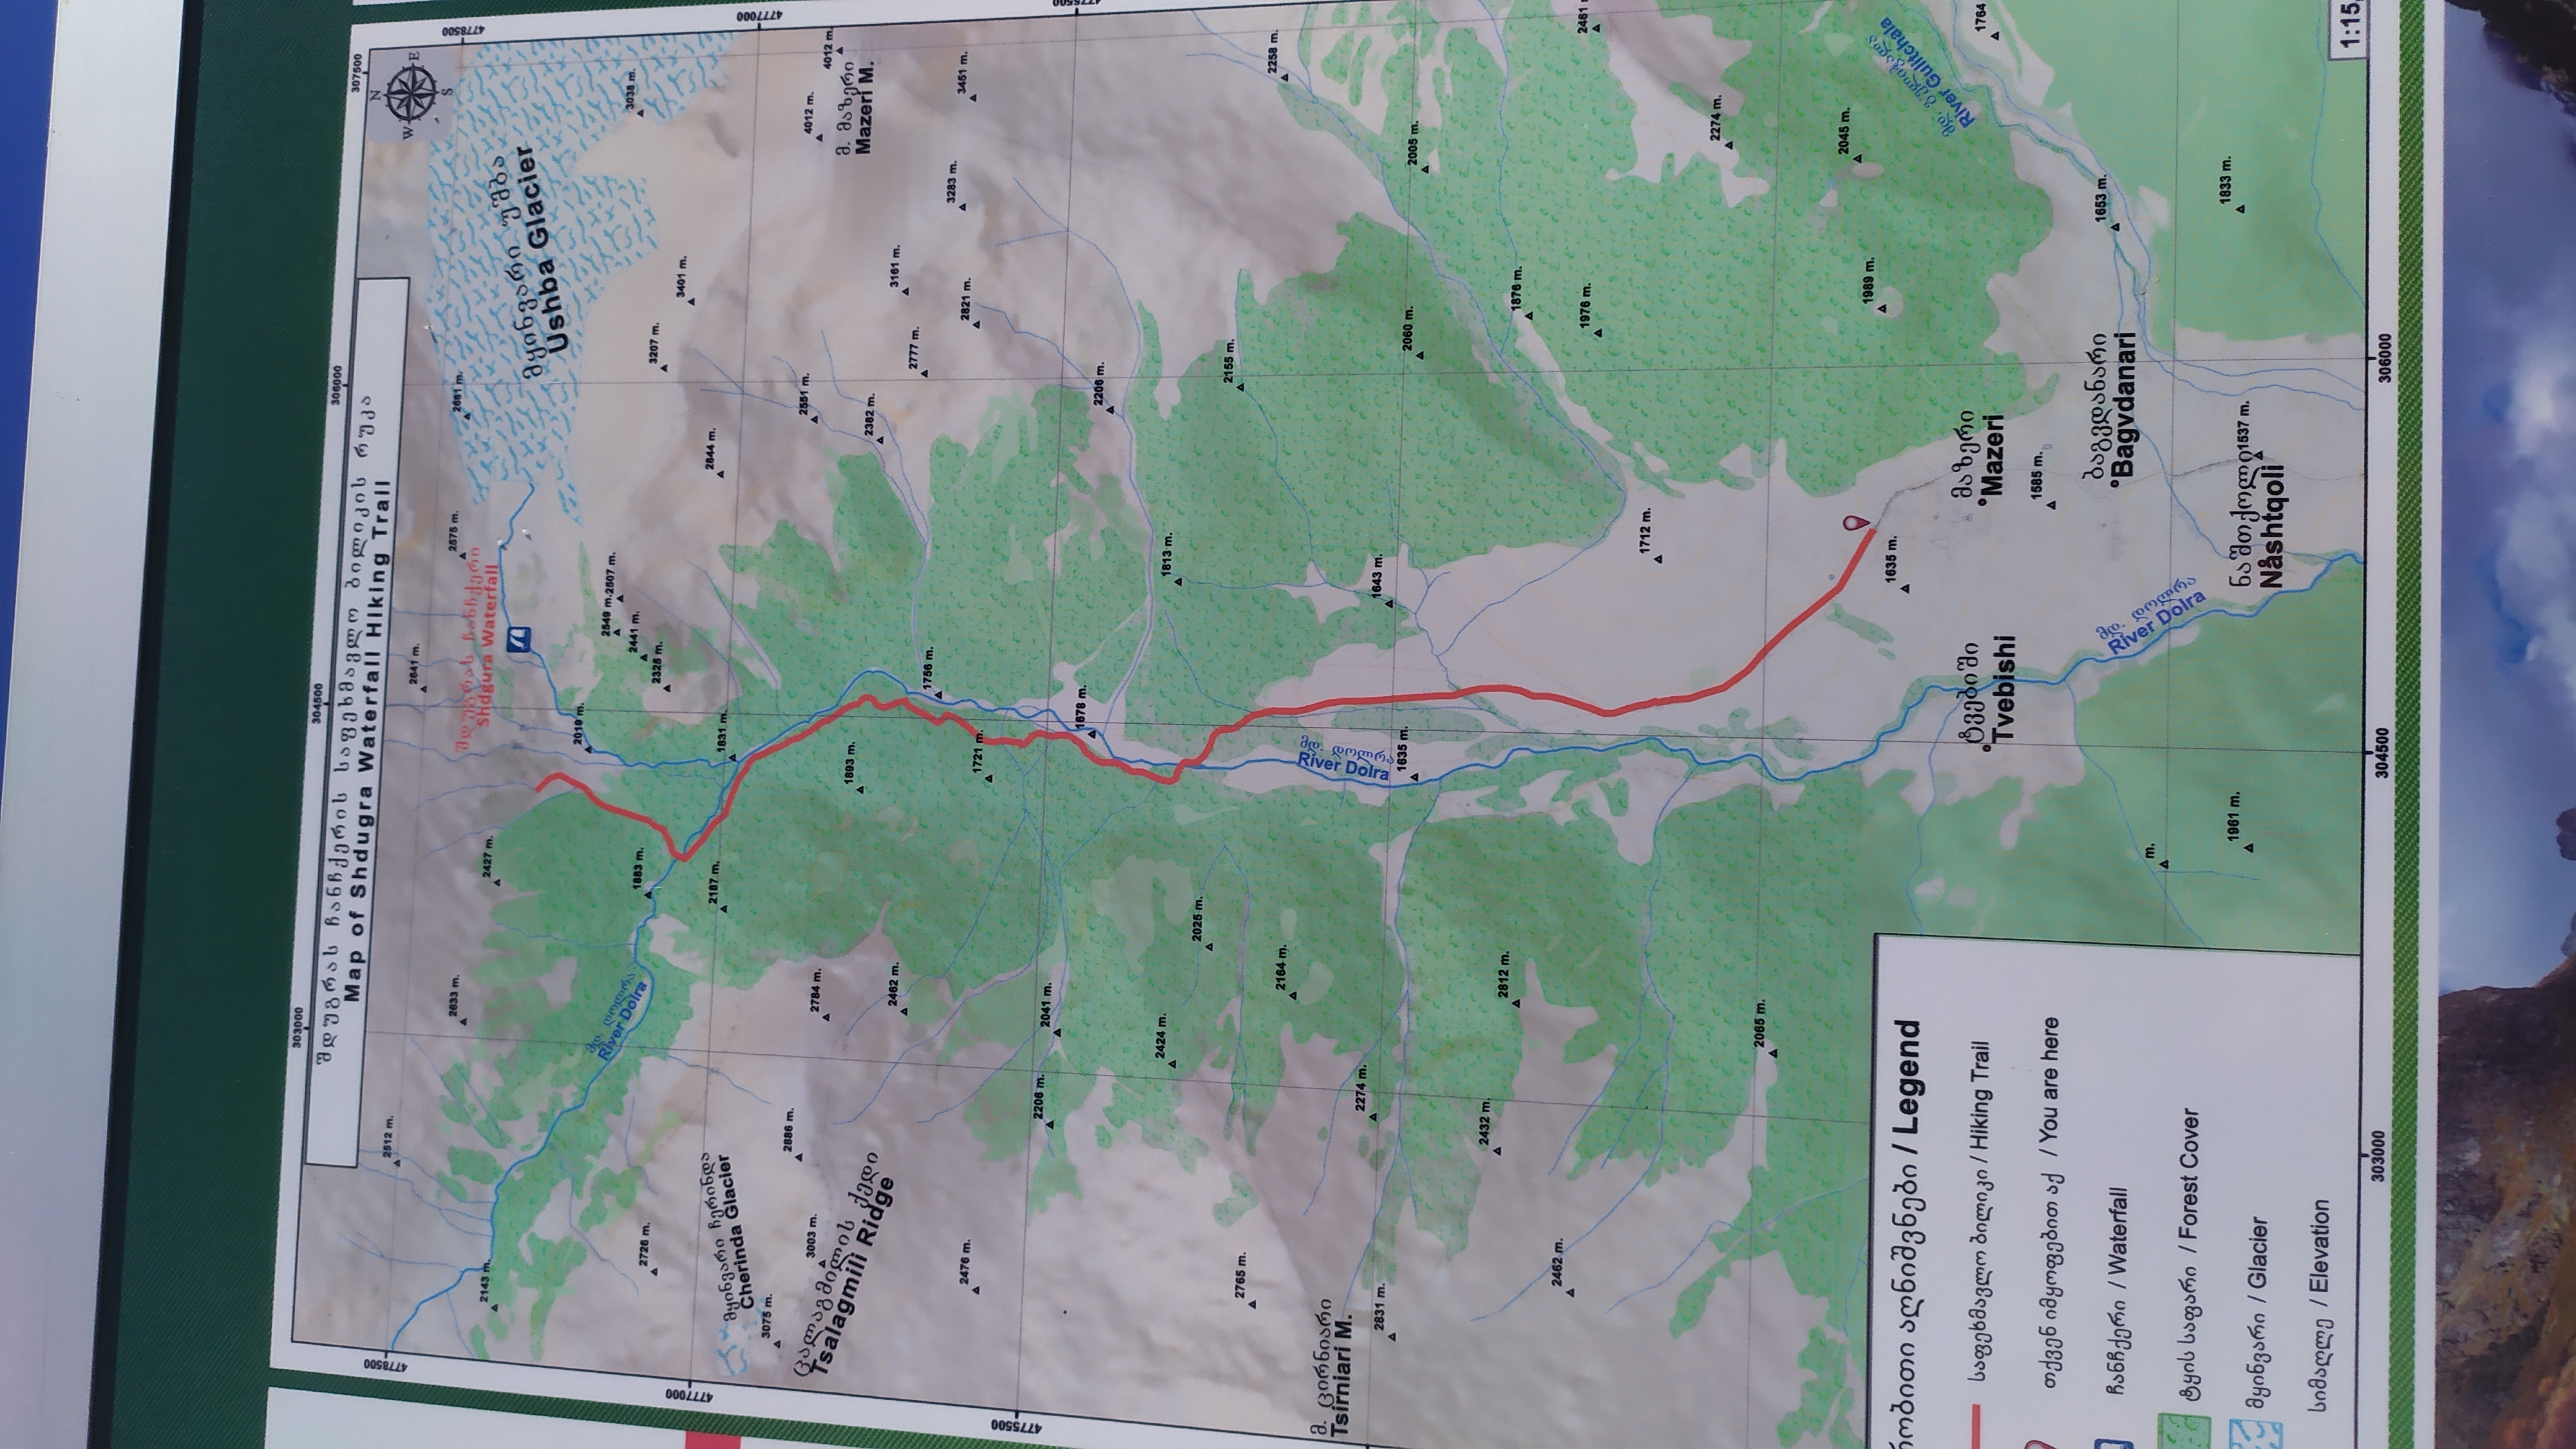 303000
304500
306000
307500
შდუგრას ჩანჩქერის საფეხმავლო ბილიკის რუკა
Map of Shdugra Waterfall Hiking Trail
N
W E
S
4778500
4778500
2512 m.
2641 m.
2633 m.
2575 m.
2681 m.
შდუგრას ჩანჩქერი
Shdgura Waterfall
2143 m.
2427 m.
მყინვარი უშბა
Ushba Glacier
2019 m.
მდ. დოლრა
River Dolra
2549 m.
2507 m.
1883 m.
2441 m.
3038 m.
2726 m.
2325 m.
3207 m.
3401 m.
4777000
4777000
მყინვარი ჩერინდა
Cherinda Glacier
2187 m.
1831 m.
2844 m.
3075 m.
2886 m.
3003 m.
2784 m.
2551 m.
4012 m.
4012 m.
ცალაგმილის ქედი
Tsalagmili Ridge
მ. მაზერი
Mazeri M.
1893 m.
2382 m.
2462 m.
3161 m.
2777 m.
1756 m.
2476 m.
1721 m.
2821 m.
3283 m.
3451 m.
4775500
2206 m.
2041 m.
1678 m.
2206 m.
2424 m.
1813 m.
2025 m.
2155 m.
2765 m.
2164 m.
2258 m.
მ. ცირნიარი
Tsirniari M.
მდ. დოლრა
River Dolra
2831 m.
2274 m.
1643 m.
1635 m.
2060 m.
2005 m.
2432 m.
2812 m.
1876 m.
2462 m.
1976 m.
2461
1712 m.
2274 m.
2065 m.
2045 m.
1989 m.
1635 m.
მდ. გულიჭალა
River Gulitchala
ტვებიში
Tvebishi
მაზერი
Mazeri
1764
1585 m.
ბაგვდანარი
Bagvdanari
1653 m.
მდ. დოლრა
River Dolra
m.
1961 m.
ნაშთქოლი
Nashtqoli
1537 m.
1833 m.
რობითი აღნიშვნები / Legend
საფეხმავლო ბილიკი / Hiking Trail
თქვენ იმყოფებით აქ / You are here
ჩანჩქერი / Waterfall
ტყის საფარი / Forest Cover
მყინვარი / Glacier
სიმაღლე / Elevation
1:15,
303000
304500
306000